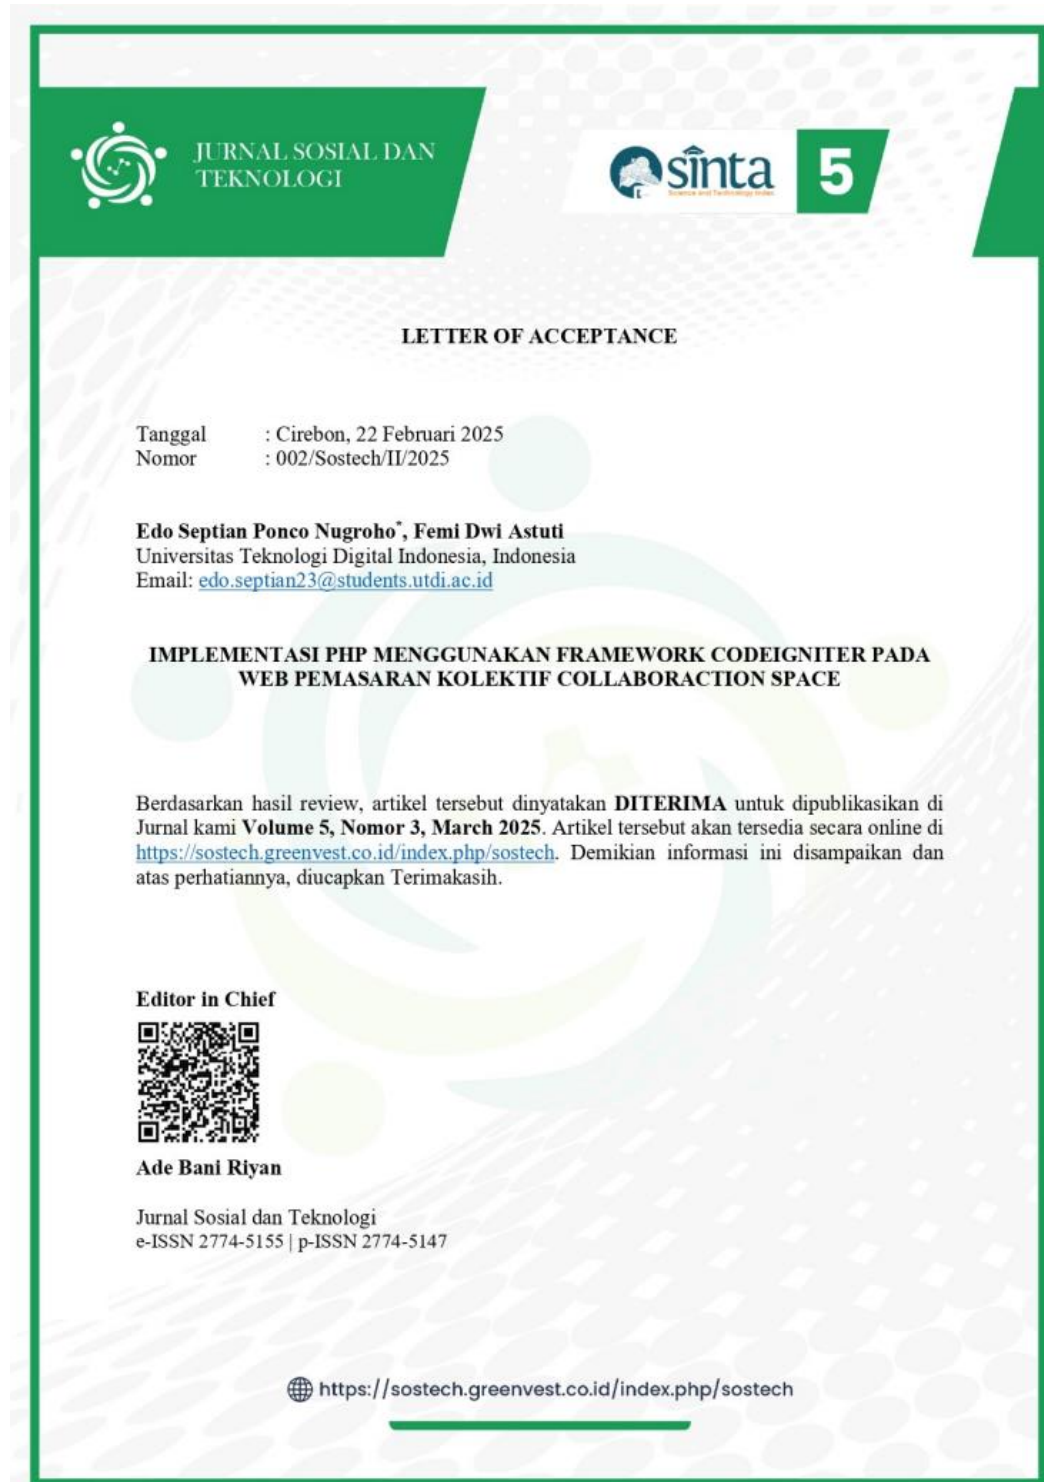 JURNAL SOSIAL DAN
TEKNOLOGI
sinta
Science and Technology Index
5
LETTER OF ACCEPTANCE
Tanggal : Cirebon, 22 Februari 2025
Nomor : 002/Sostech/II/2025
Edo Septian Ponco Nugroho*, Femi Dwi Astuti
Universitas Teknologi Digital Indonesia, Indonesia
Email: edo.septian23@students.utdi.ac.id
IMPLEMENTASI PHP MENGGUNAKAN FRAMEWORK CODEIGNITER PADA
WEB PEMASARAN KOLEKTIF COLLABORACTION SPACE
Berdasarkan hasil review, artikel tersebut dinyatakan DITERIMA untuk dipublikasikan di
Jurnal kami Volume 5, Nomor 3, March 2025. Artikel tersebut akan tersedia secara online di
https://sostech.greenvest.co.id/index.php/sostech. Demikian informasi ini disampaikan dan
atas perhatiannya, diucapkan Terimakasih.
Editor in Chief
Ade Bani Riyan
Jurnal Sosial dan Teknologi
e-ISSN 2774-5155 | p-ISSN 2774-5147
https://sostech.greenvest.co.id/index.php/sostech